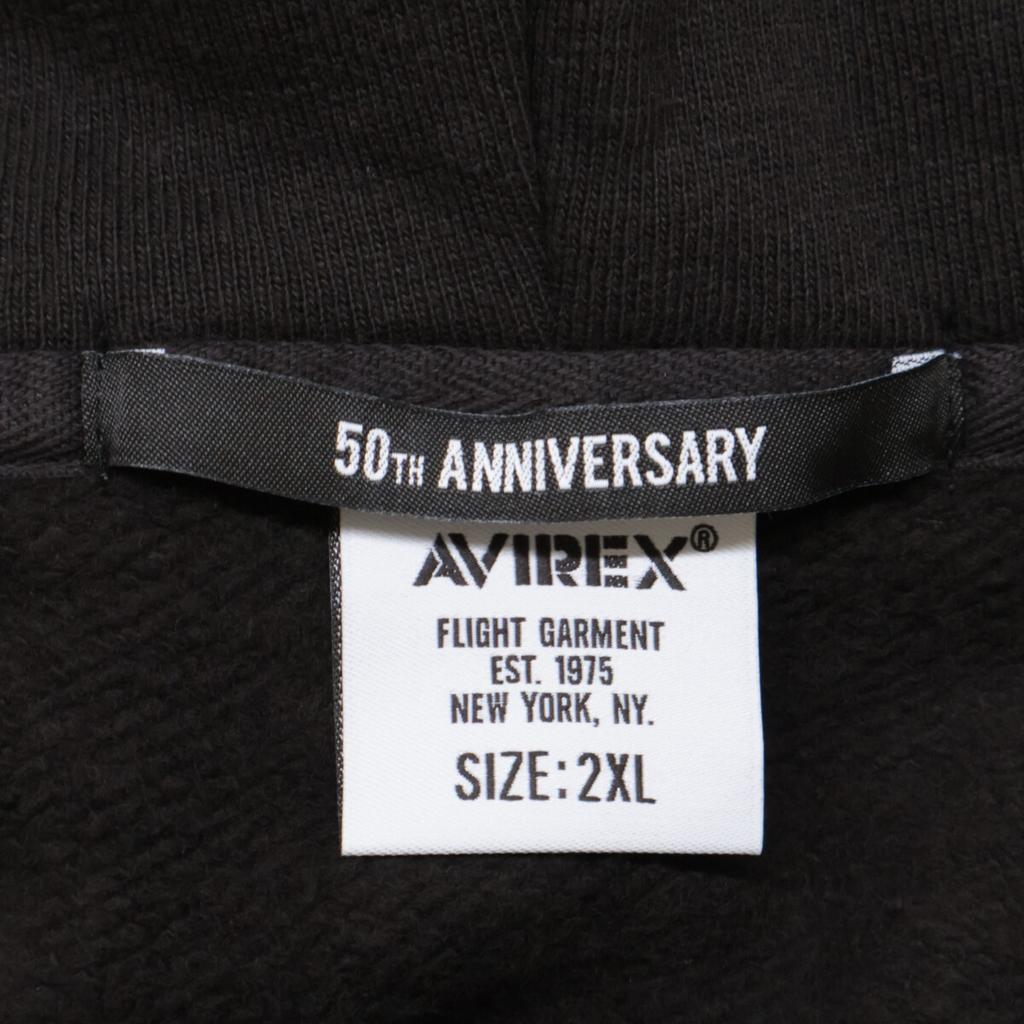 50TH ANNIVERSARY
AVIREX®
FLIGHT GARMENT
EST. 1975
NEW YORK, NY.
SIZE: 2XL